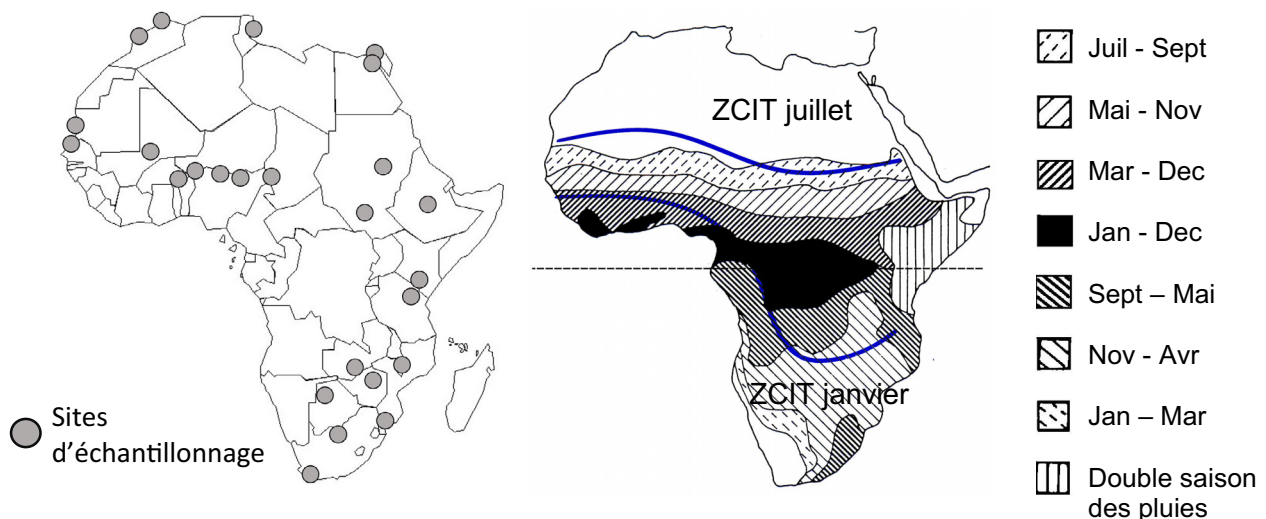 Sites
d'échantillonnage
ZCIT juillet
ZCIT janvier
Juil - Sept
Mai - Nov
Mar - Dec
Jan - Dec
Sept – Mai
Nov - Avr
Jan – Mar
Double saison
des pluies